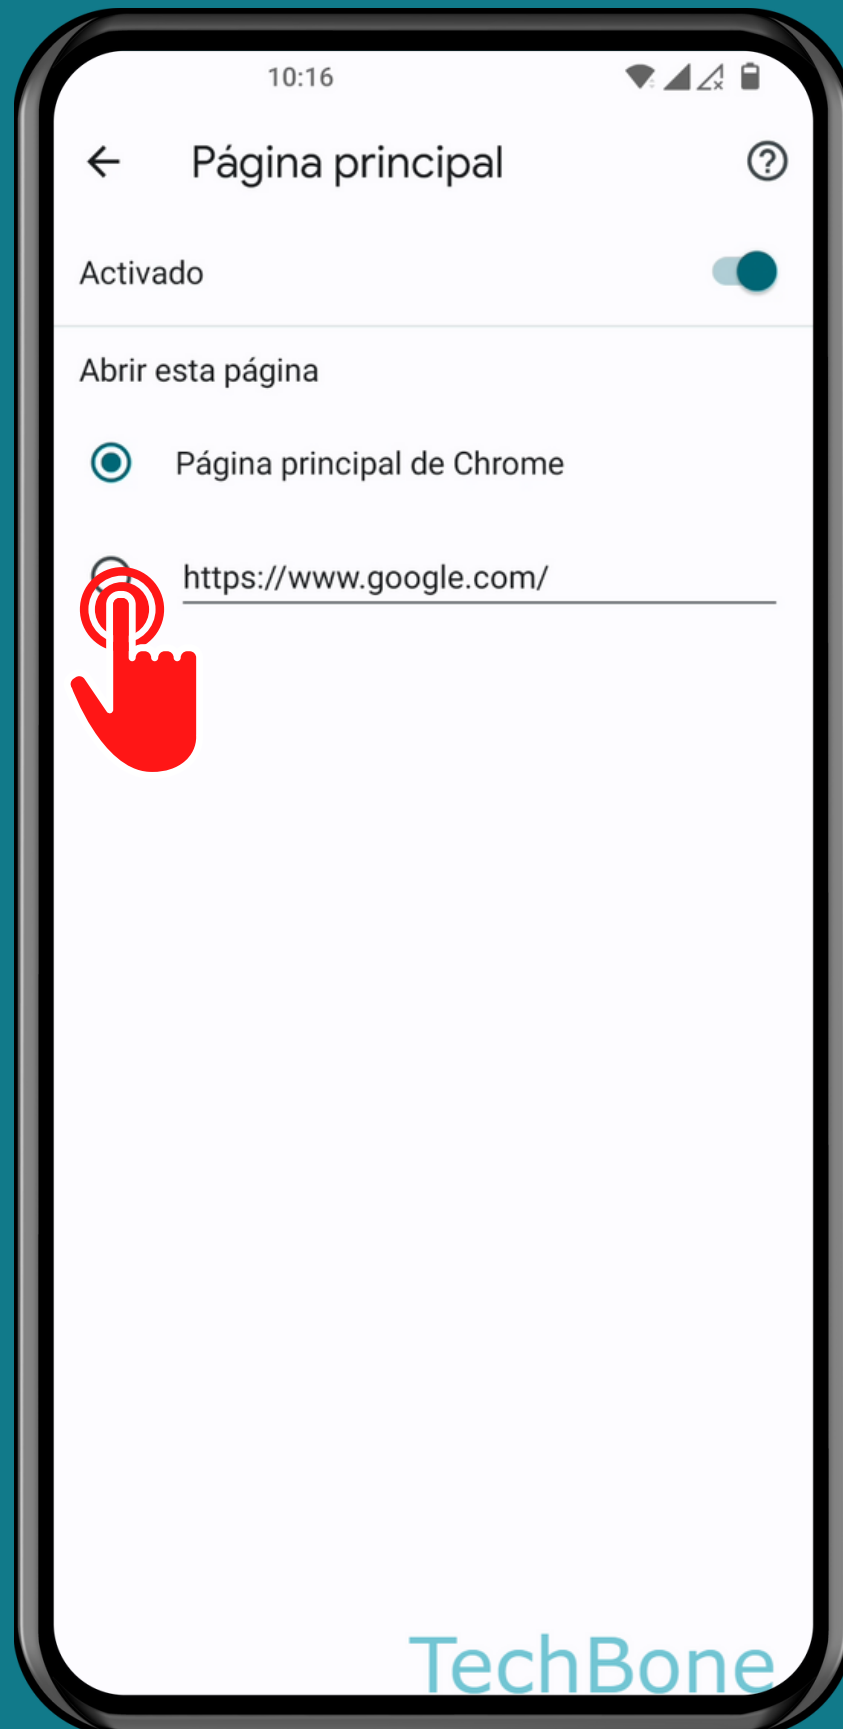 10:16
Página principal
Activado
Abrir esta página
Página principal de Chrome
https://www.google.com/
TechBone